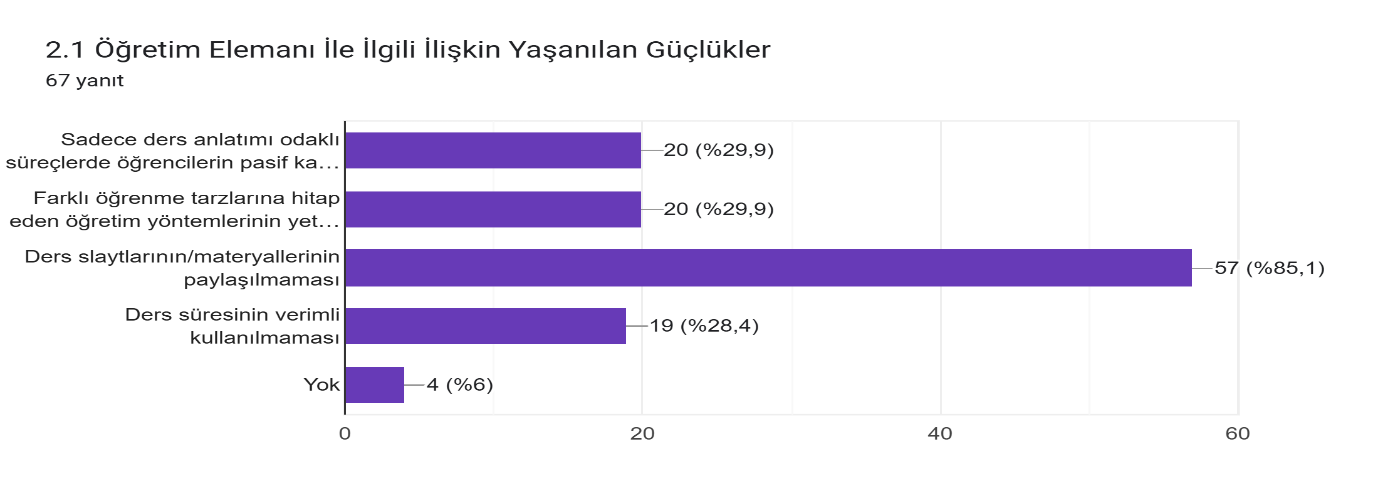 2.1 Öğretim Elemanı İle İlgili İlişkin Yaşanılan Güçlükler
67 yanıt
Sadece ders anlatımı odaklı
süreçlerde öğrencilerin pasif ka…
20 (%29,9)
Farklı öğrenme tarzlarına hitap
eden öğretim yöntemlerinin yet…
20 (%29,9)
Ders slaytlarının/materyallerinin
paylaşılmaması
57 (%85,1)
Ders süresinin verimli
kullanılmaması
19 (%28,4)
Yok
4 (%6)
0 20 40 60